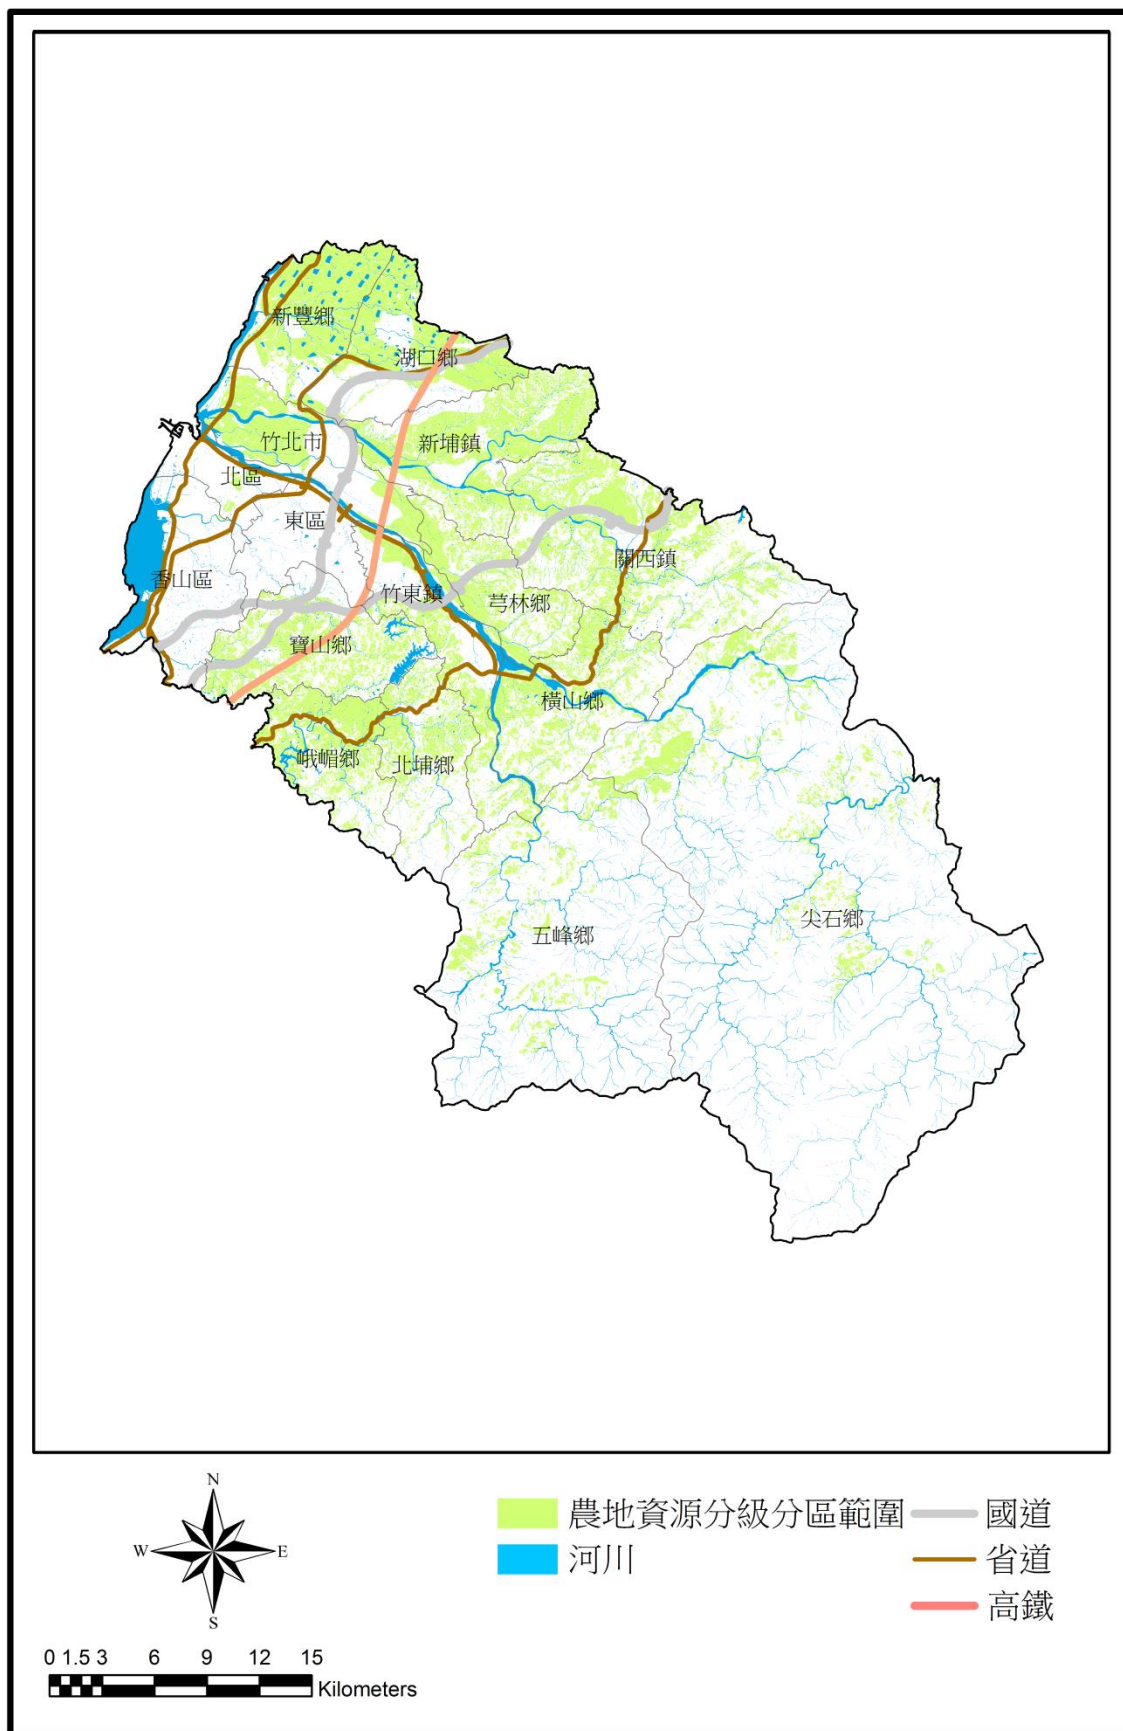 新豐鄉
湖口鄉
竹北市
新埔鎮
北區
東區
關西鎮
香山區
竹東鎮
芎林鄉
寶山鄉
橫山鄉
峨嵋鄉
北埔鄉
尖石鄉
五峰鄉
N
W E
S
農地資源分級分區範圍
河川
國道
省道
高鐵
0 1.5 3 6 9 12 15
Kilometers